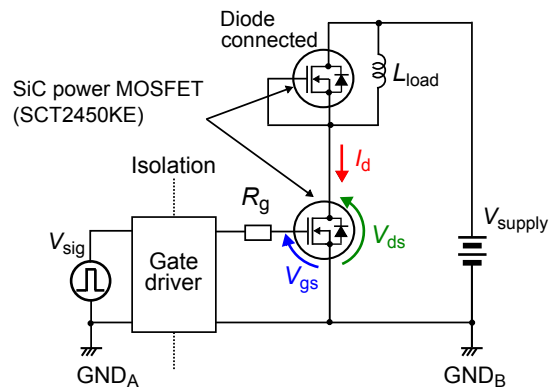 Diode
connected
SiC power MOSFET
(SCT2450KE)
Lload
Isolation
Id
Rg
Vsig
Gate
driver
Vgs
Vds
Vsupply
GNDA
GNDB